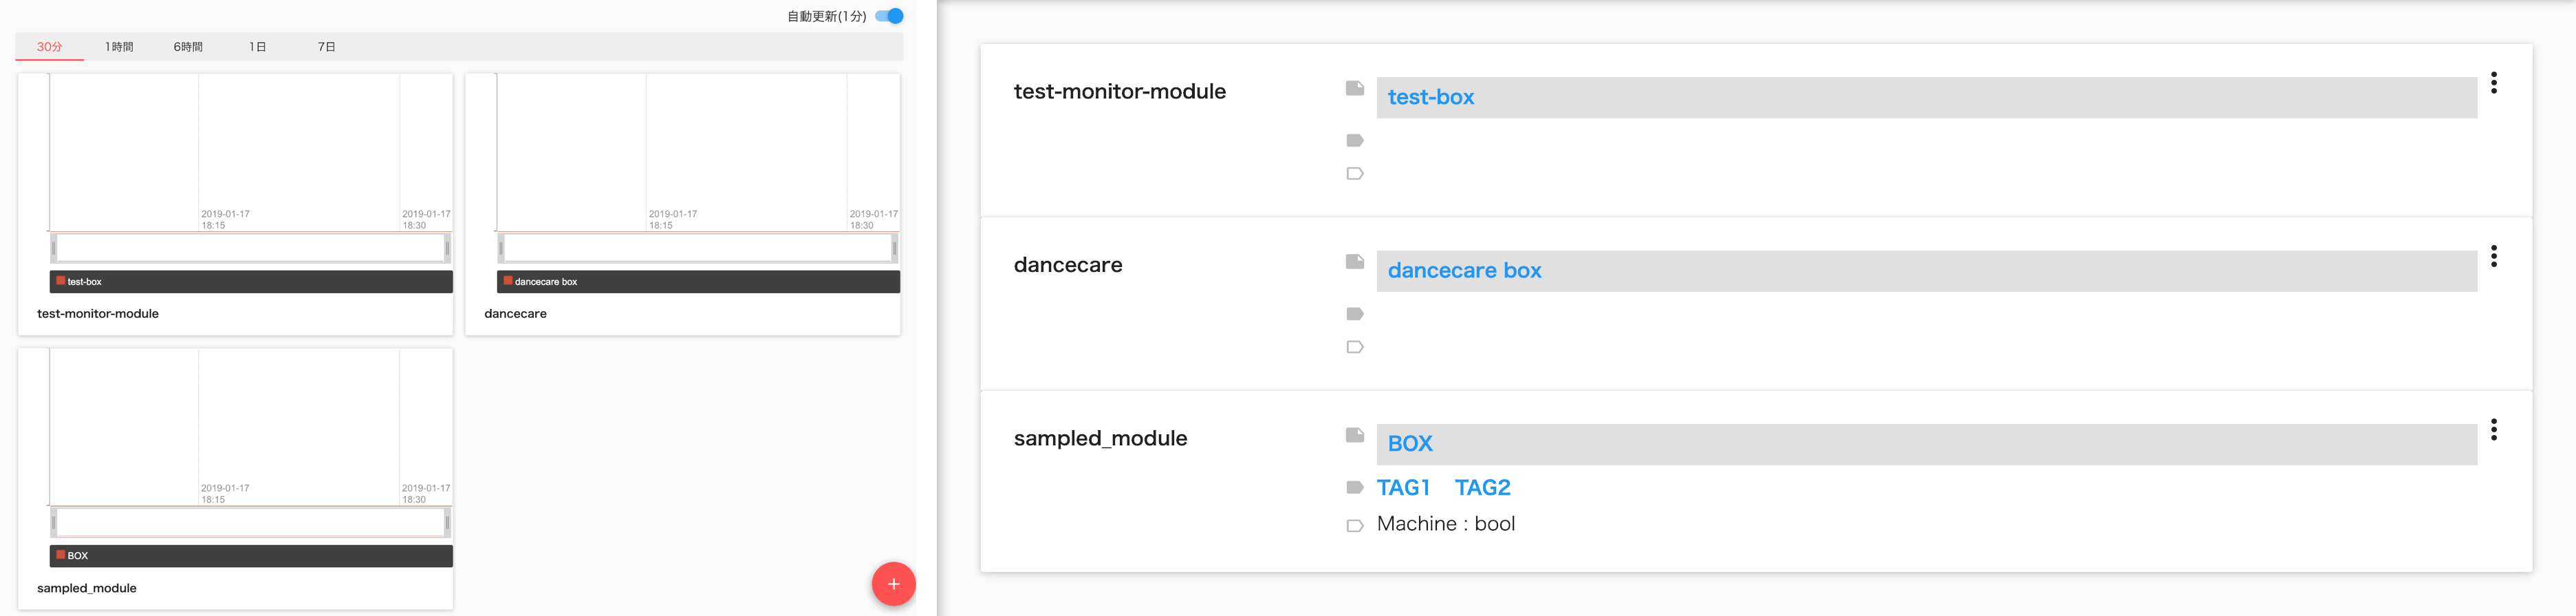 自動更新(1分)
30分 1時間 6時間 1日 7日
2019-01-17 2019-01-17
18:15 18:30
test-box
test-monitor-module
2019-01-17 2019-01-17
18:15 18:30
dancecare box
dancecare
2019-01-17 2019-01-17
18:15 18:30
BOX
sampled_module
+
test-monitor-module
test-box
dancecare
dancecare box
sampled_module
BOX
TAG1 TAG2
Machine : bool